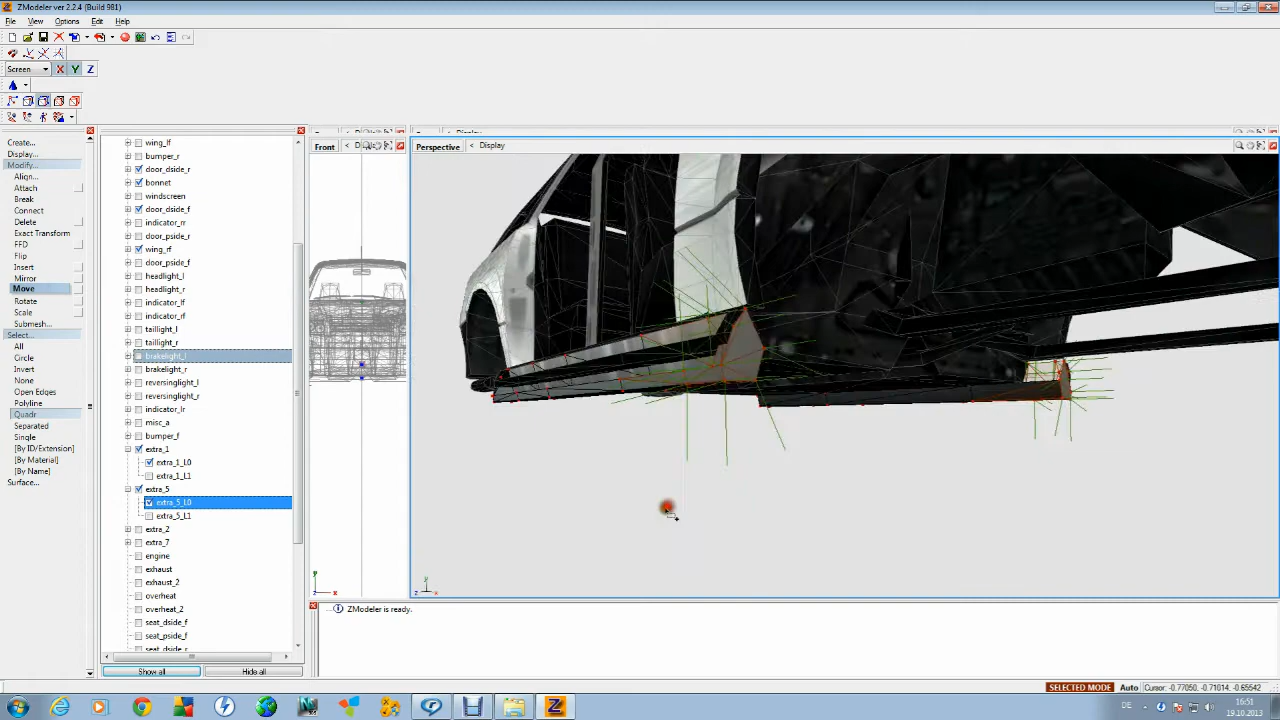 ZModeler ver 2.2.4 (Build 981)
File View Options Edit Help
Screen X Y Z
Create...
Display...
Modify...
Align...
Attach
Break
Connect
Delete
Exact Transform
FFD
Flip
Insert
Mirror
Move
Rotate
Scale
Submesh...
Select...
All
Circle
Invert
None
Open Edges
Polyline
Quadr
Separated
Single
[By ID/Extension]
[By Material]
[By Name]
Surface...
wing_lf
bumper_r
door_dside_r
bonnet
windscreen
door_dside_f
indicator_rr
door_pside_r
wing_rf
door_pside_f
headlight_l
headlight_r
indicator_lf
indicator_rf
taillight_l
taillight_r
brakelight_l
brakelight_r
reversinglight_l
reversinglight_r
indicator_lr
misc_a
bumper_f
extra_1
extra_1_L0
extra_1_L1
extra_5
extra_5_L0
extra_5_L1
extra_2
extra_7
engine
exhaust
exhaust_2
overheat
overheat_2
seat_dside_f
seat_pside_f
seat_dside_r
Show all Hide all
Front
Perspective < Display
ZModeler is ready.
SELECTED MODE Auto Cursor: -0.77050, -0.71014, -0.65542
DE
16:51
19.10.2013